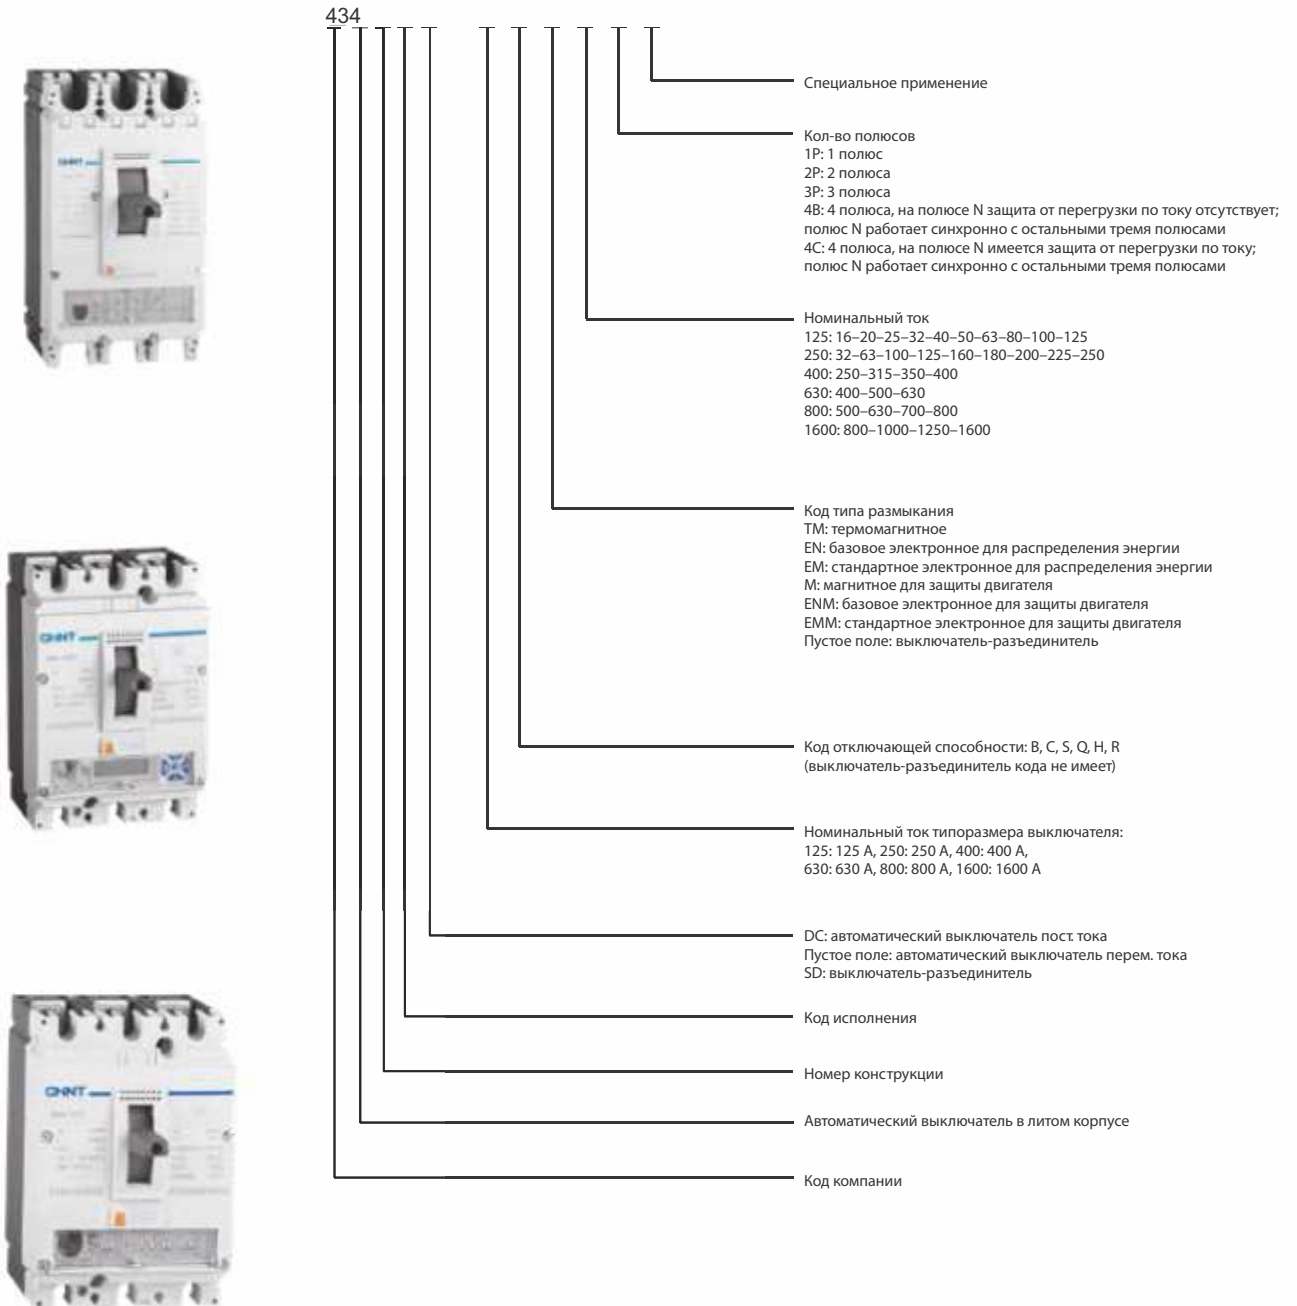 434
Специальное применение
Кол-во полюсов
1P: 1 полюс
2P: 2 полюса
3P: 3 полюса
4B: 4 полюса, на полюсе N защита от перегрузки по току отсутствует;
полюс N работает синхронно с остальными тремя полюсами
4C: 4 полюса, на полюсе N имеется защита от перегрузки по току;
полюс N работает синхронно с остальными тремя полюсами
Номинальный ток
125: 16–20–25–32–40–50–63–80–100–125
250: 32–63–100–125–160–180–200–225–250
400: 250–315–350–400
630: 400–500–630
800: 500–630–700–800
1600: 800–1000–1250–1600
Код типа размыкания
TM: термомагнитное
EN: базовое электронное для распределения энергии
EM: стандартное электронное для распределения энергии
M: магнитное для защиты двигателя
ENM: базовое электронное для защиты двигателя
EMM: стандартное электронное для защиты двигателя
Пустое поле: выключатель-разъединитель
Код отключающей способности: B, C, S, Q, H, R
(выключатель-разъединитель кода не имеет)
Номинальный ток типоразмера выключателя:
125: 125 A, 250: 250 A, 400: 400 A,
630: 630 A, 800: 800 A, 1600: 1600 A
DC: автоматический выключатель пост. тока
Пустое поле: автоматический выключатель перем. тока
SD: выключатель-разъединитель
Код исполнения
Номер конструкции
Автоматический выключатель в литом корпусе
Код компании
CHNT
CHNT
CHNT